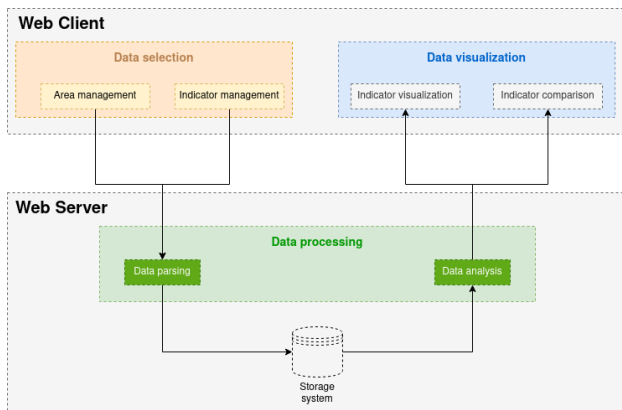 Web Client
Data selection
Area management
Indicator management
Data visualization
Indicator visualization
Indicator comparison
Web Server
Data processing
Data parsing
Data analysis
Storage
system